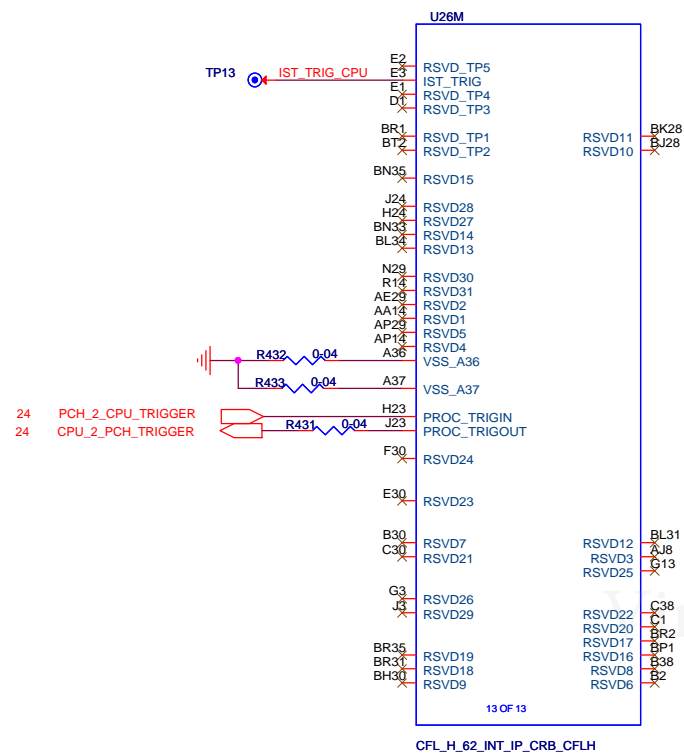 U26M
E2 RSVD_TP5
TP13 IST_TRIG_CPU E3 IST_TRIG
E1 RSVD_TP4
D1 RSVD_TP3
BR1 RSVD_TP1 RSVD11 BK28
BT2 RSVD_TP2 RSVD10 BJ28
BN35 RSVD15
J24 RSVD28
H24 RSVD27
BN33 RSVD14
BL34 RSVD13
N29 RSVD30
R14 RSVD31
AE29 RSVD2
AA14 RSVD1
AP29 RSVD5
AP14 RSVD4
R432 0-04 A36 VSS_A36
R433 0-04 A37 VSS_A37
24 PCH_2_CPU_TRIGGER H23 PROC_TRIGIN
24 CPU_2_PCH_TRIGGER R431 0-04 J23 PROC_TRIGOUT
F30 RSVD24
E30 RSVD23
B30 RSVD7 RSVD12 BL31
C30 RSVD21 RSVD3 AJ8
RSVD25 G13
G3 RSVD26
J3 RSVD29 RSVD22 C38
RSVD20 C1
RSVD17 BR2
BR35 RSVD19 RSVD16 BP1
BR31 RSVD18 RSVD8 B38
BH30 RSVD9 RSVD6 B2
13 OF 13
CFL_H_62_INT_IP_CRB_CFLH